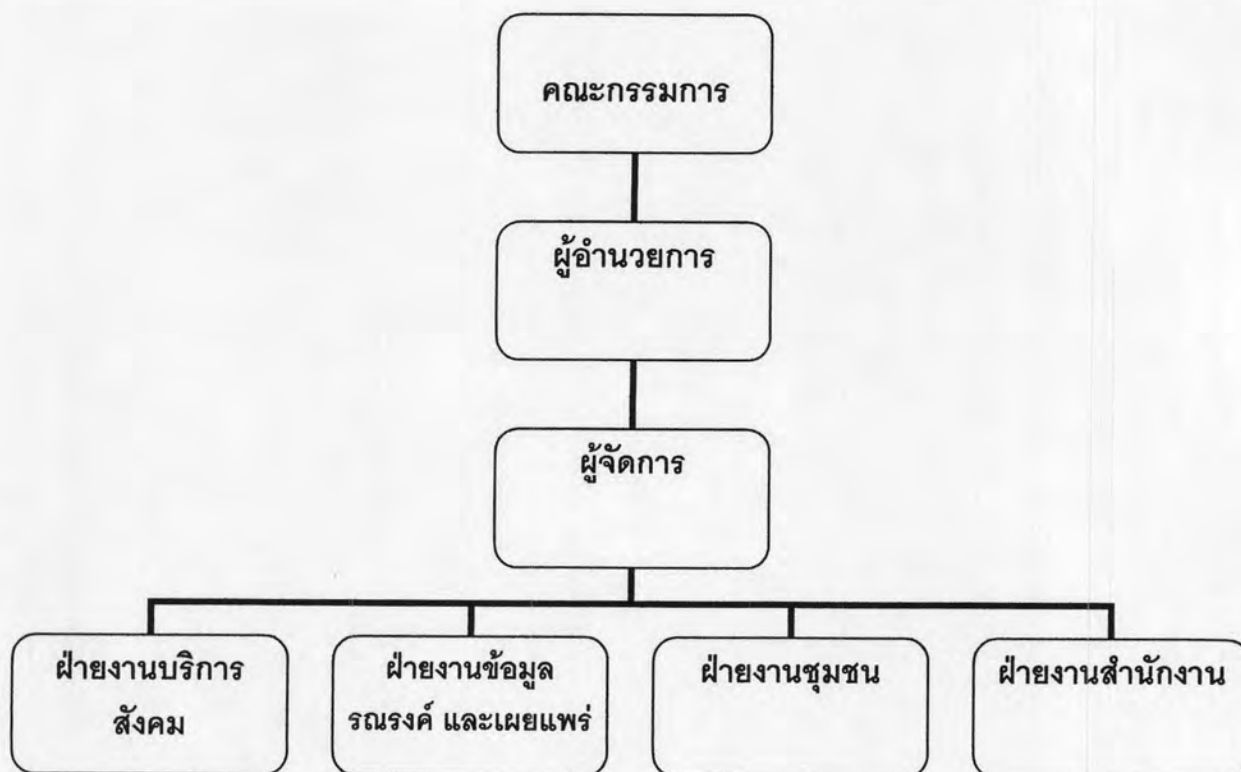 คณะกรรมการ
ผู้อำนวยการ
ผู้จัดการ
ฝ่ายงานบริการ
สังคม
ฝ่ายงานข้อมูล
รณรงค์ และเผยแพร่
ฝ่ายงานชุมชน
ฝ่ายงานสำนักงาน